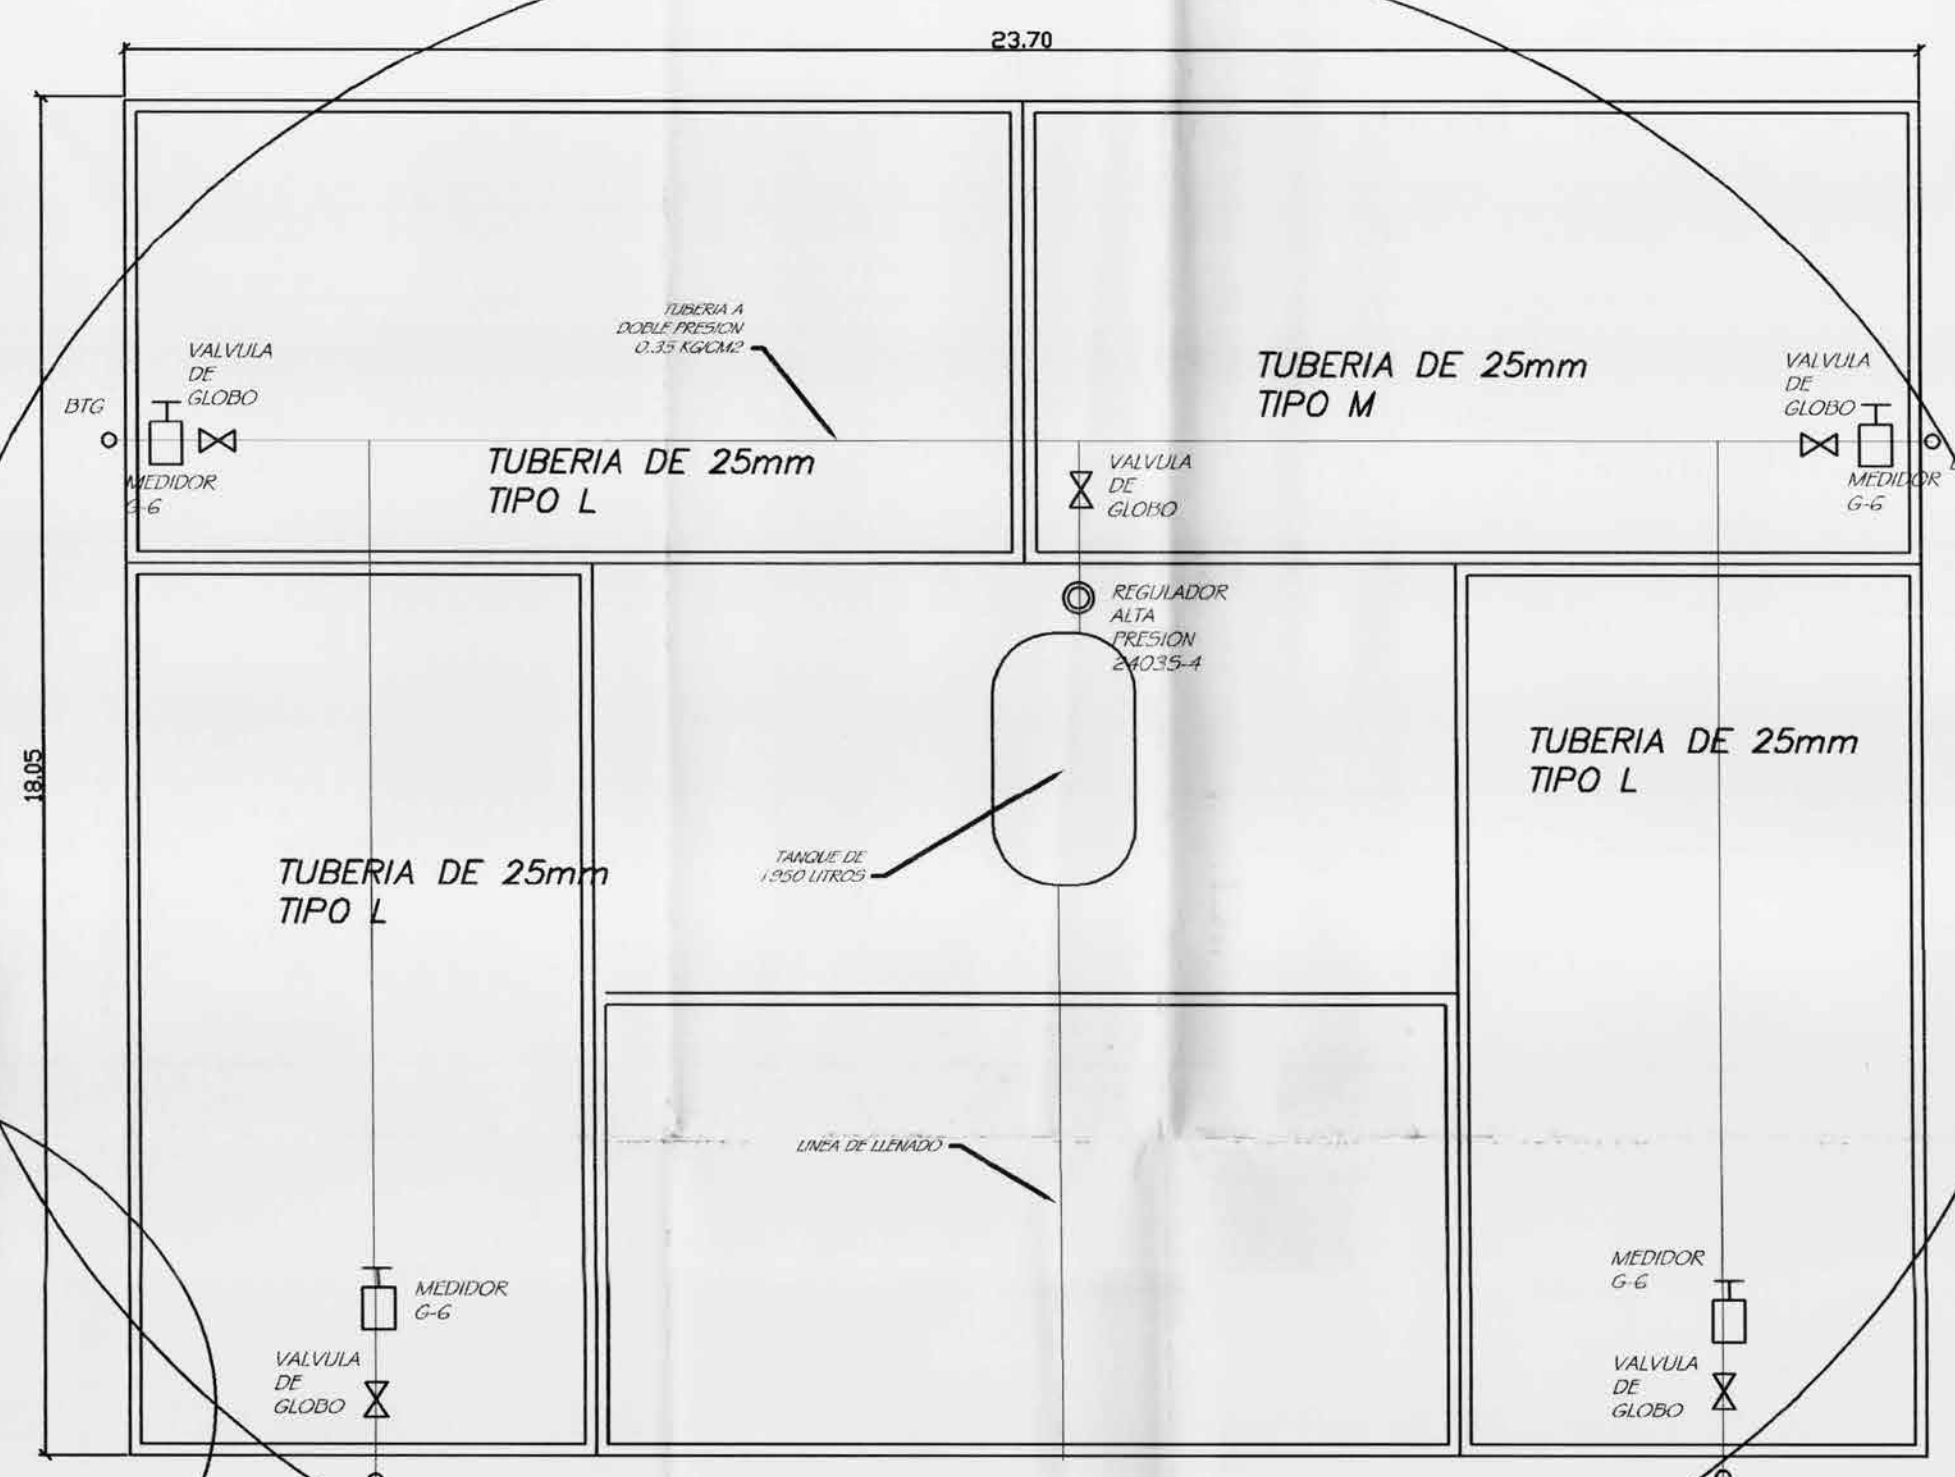 23.70
TUBERIA A
DOBLE PRESION
0.35 KG/CM2
VALVULA
DE
GLOBO
BTG
MEDIDOR
G-6
TUBERIA DE 25mm
TIPO L
TUBERIA DE 25mm
TIPO M
VALVULA
DE
GLOBO
MEDIDOR
G-6
VALVULA
DE
GLOBO
REGULADOR
ALTA
PRESION
2403S-4
18.05
TUBERIA DE 25mm
TIPO L
TANQUE DE
1950 LITROS
TUBERIA DE 25mm
TIPO L
LINEA DE LLENADO
MEDIDOR
G-6
VALVULA
DE
GLOBO
MEDIDOR
G-6
VALVULA
DE
GLOBO